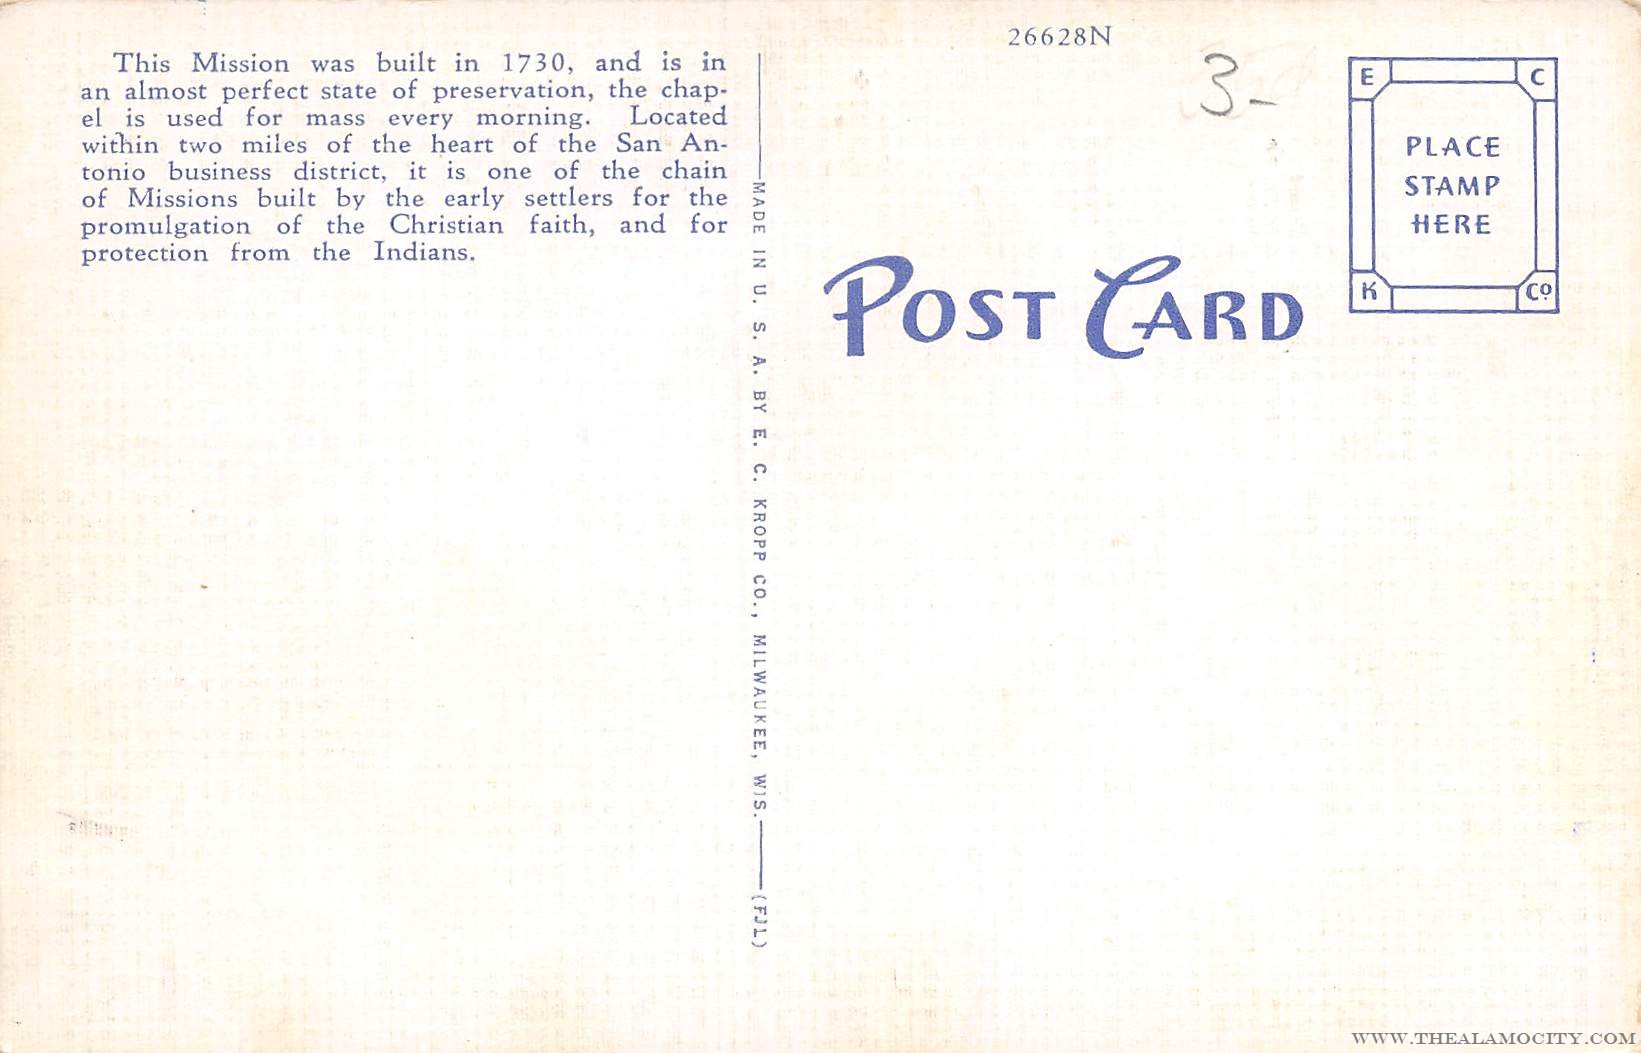 This Mission was built in 1730, and is in
an almost perfect state of preservation, the chap-
el is used for mass every morning. Located
within two miles of the heart of the San An-
tonio business district, it is one of the chain
of Missions built by the early settlers for the
promulgation of the Christian faith, and for
protection from the Indians.
MADE IN U. S. A. BY E. C. KROPP CO., MILWAUKEE, WIS.
(FJL)
26628N
3-
E
C
PLACE
STAMP
HERE
K
Co
POST CARD
WWW.THEALAMOCITY.COM